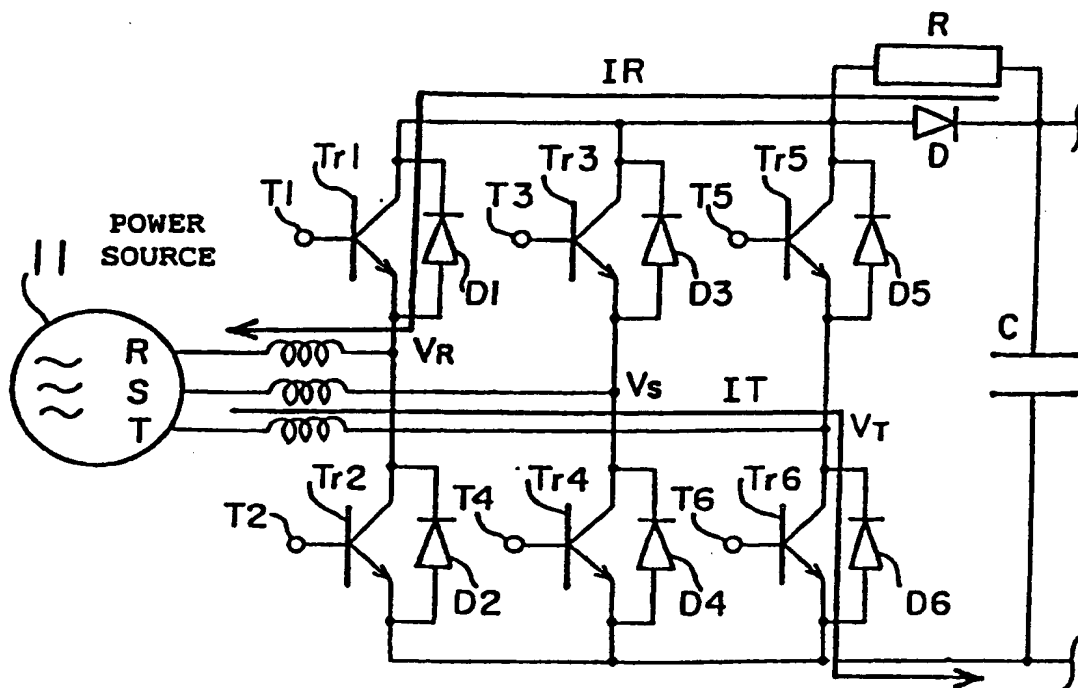 R
IR
D
Tr1
Tr3
Tr5
T1
T3
T5
POWER
SOURCE
11
D1
D3
D5
C
R
VR
S
VS
IT
T
VT
Tr2
Tr4
Tr6
T2
T4
T6
D2
D4
D6